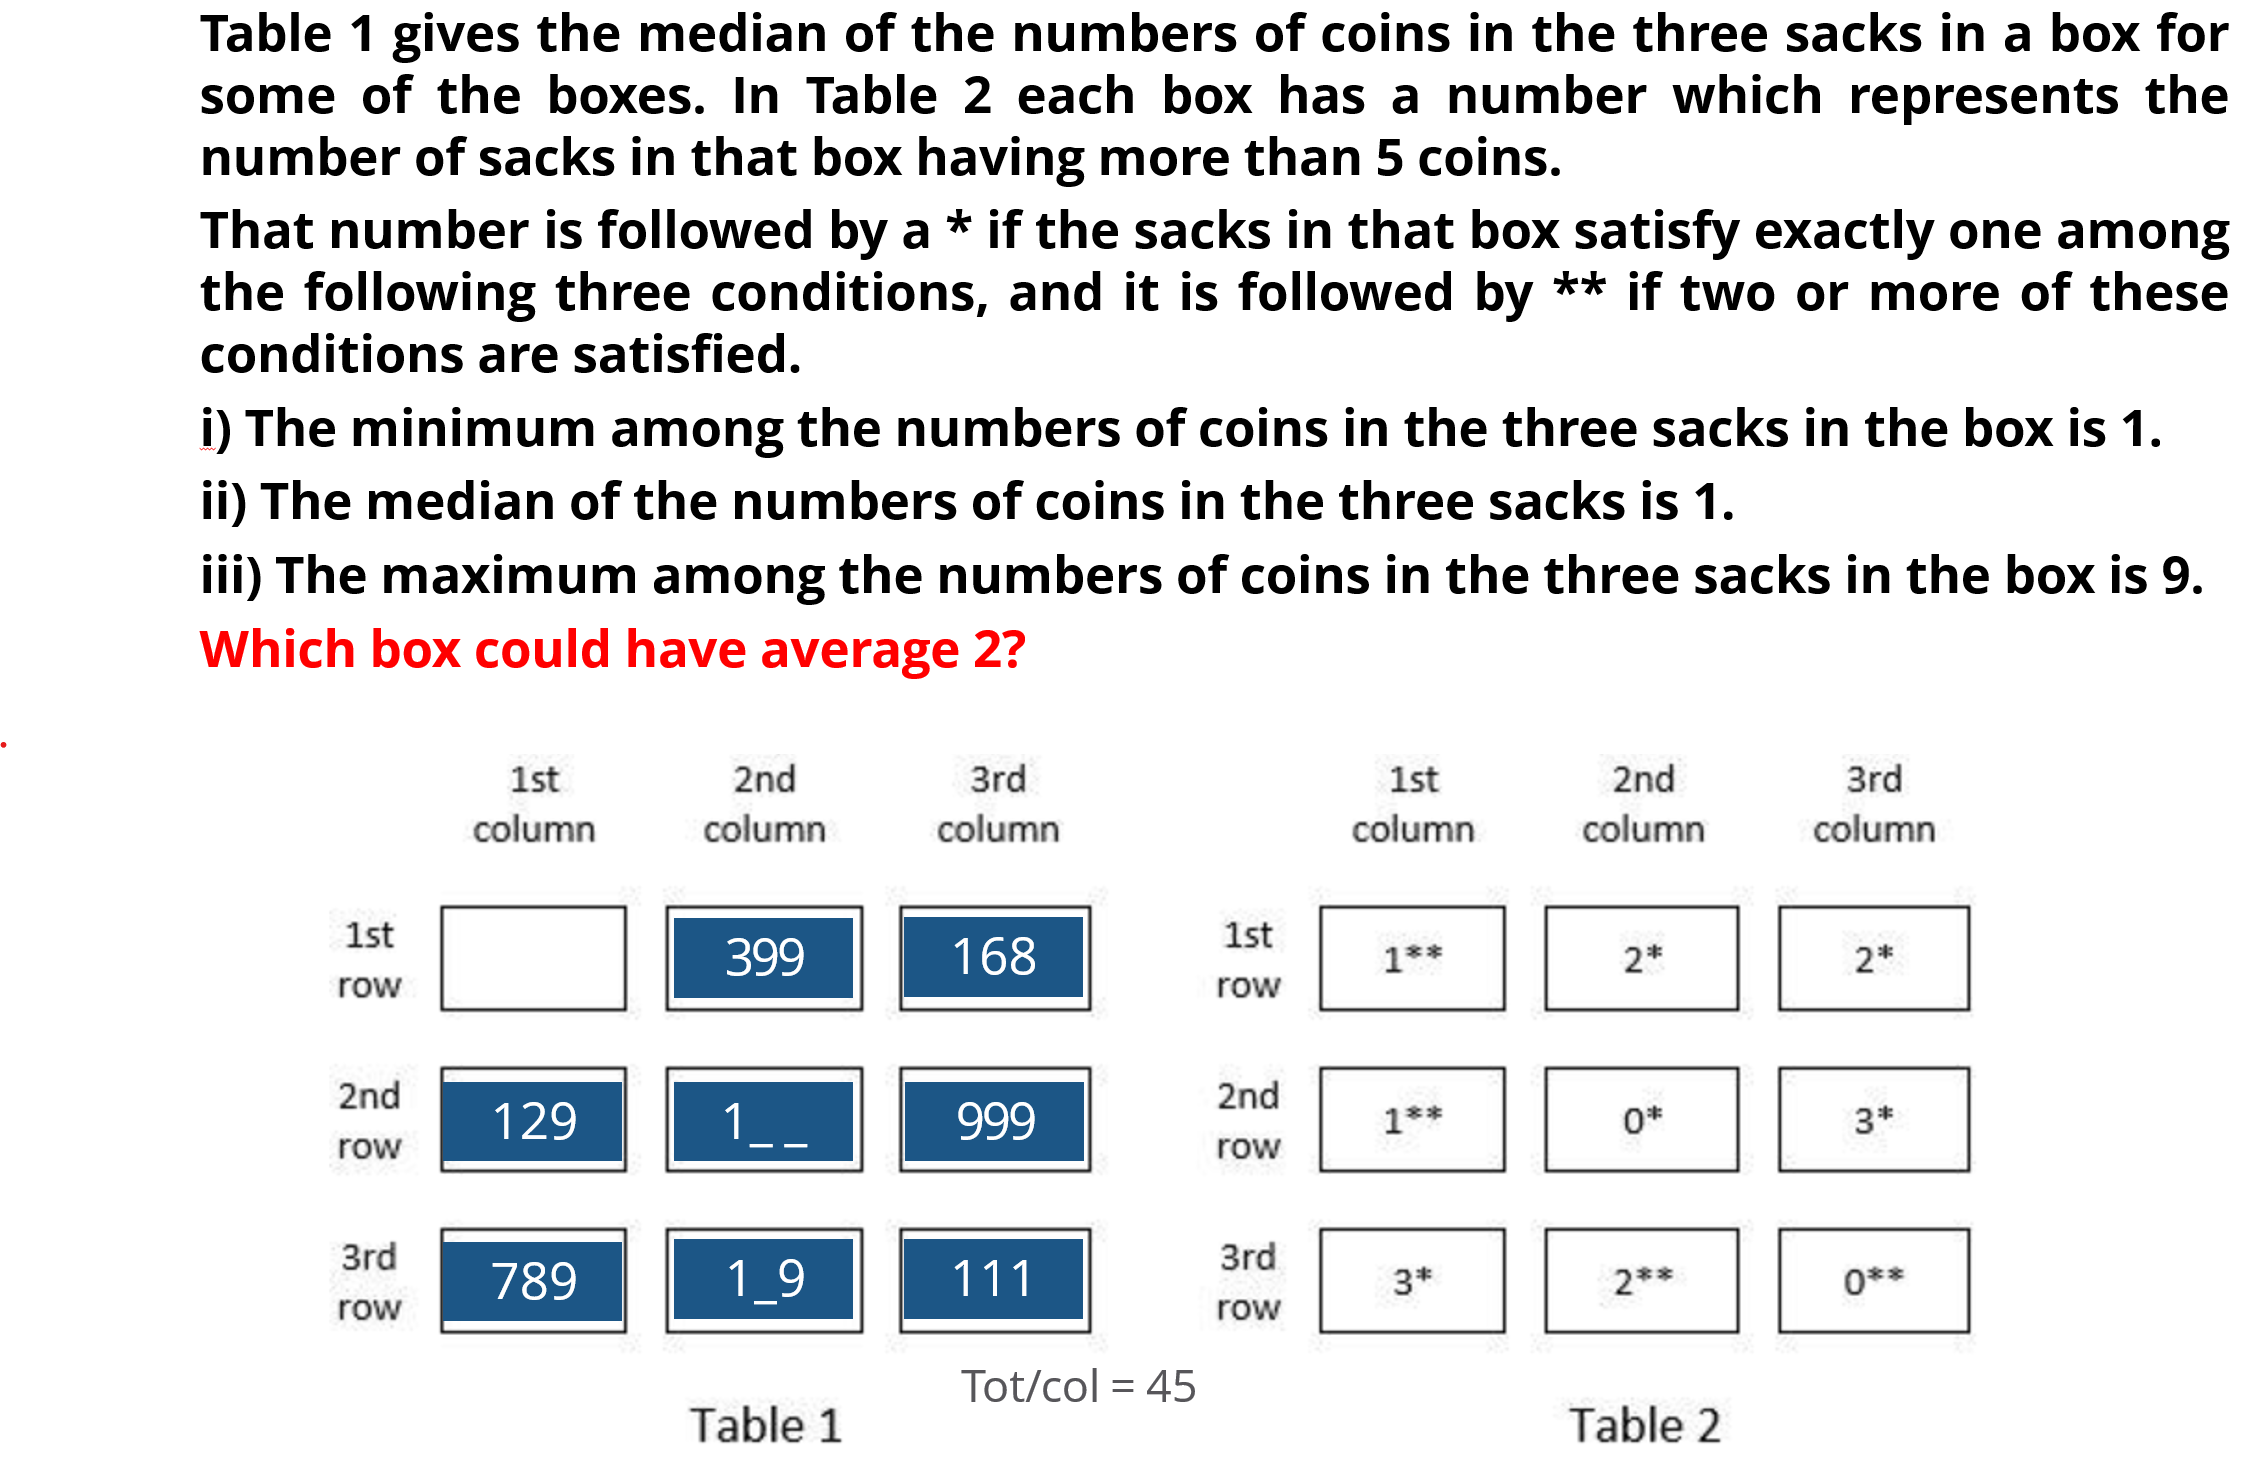 Table 1 gives the median of the numbers of coins in the three sacks in a box for
some of the boxes. In Table 2 each box has a number which represents the
number of sacks in that box having more than 5 coins.
That number is followed by a * if the sacks in that box satisfy exactly one among
the following three conditions, and it is followed by ** if two or more of these
conditions are satisfied.
i) The minimum among the numbers of coins in the three sacks in the box is 1.
ii) The median of the numbers of coins in the three sacks is 1.
iii) The maximum among the numbers of coins in the three sacks in the box is 9.
Which box could have average 2?
1st column 2nd column 3rd column
1st row 399 168
2nd row 129 1_ _ 999
3rd row 789 1_9 111
Table 1
Tot/col = 45
1st column 2nd column 3rd column
1st row 1** 2* 2*
2nd row 1** 0* 3*
3rd row 3* 2** 0**
Table 2